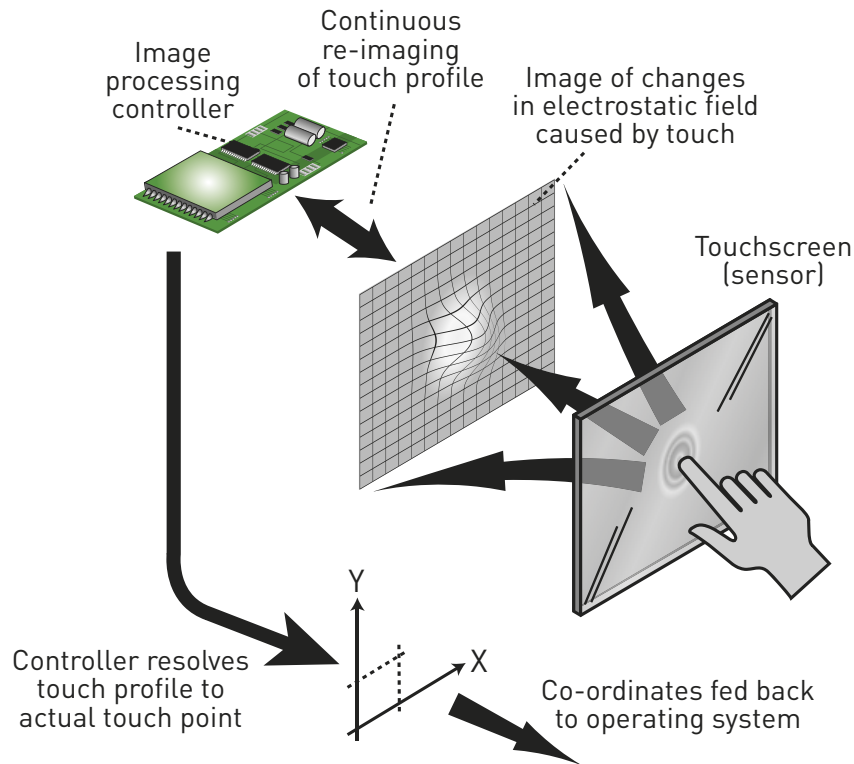 Continuous
re-imaging
of touch profile
Image
processing
controller
Image of changes
in electrostatic field
caused by touch
Touchscreen
(sensor)
Y
X
Controller resolves
touch profile to
actual touch point
Co-ordinates fed back
to operating system